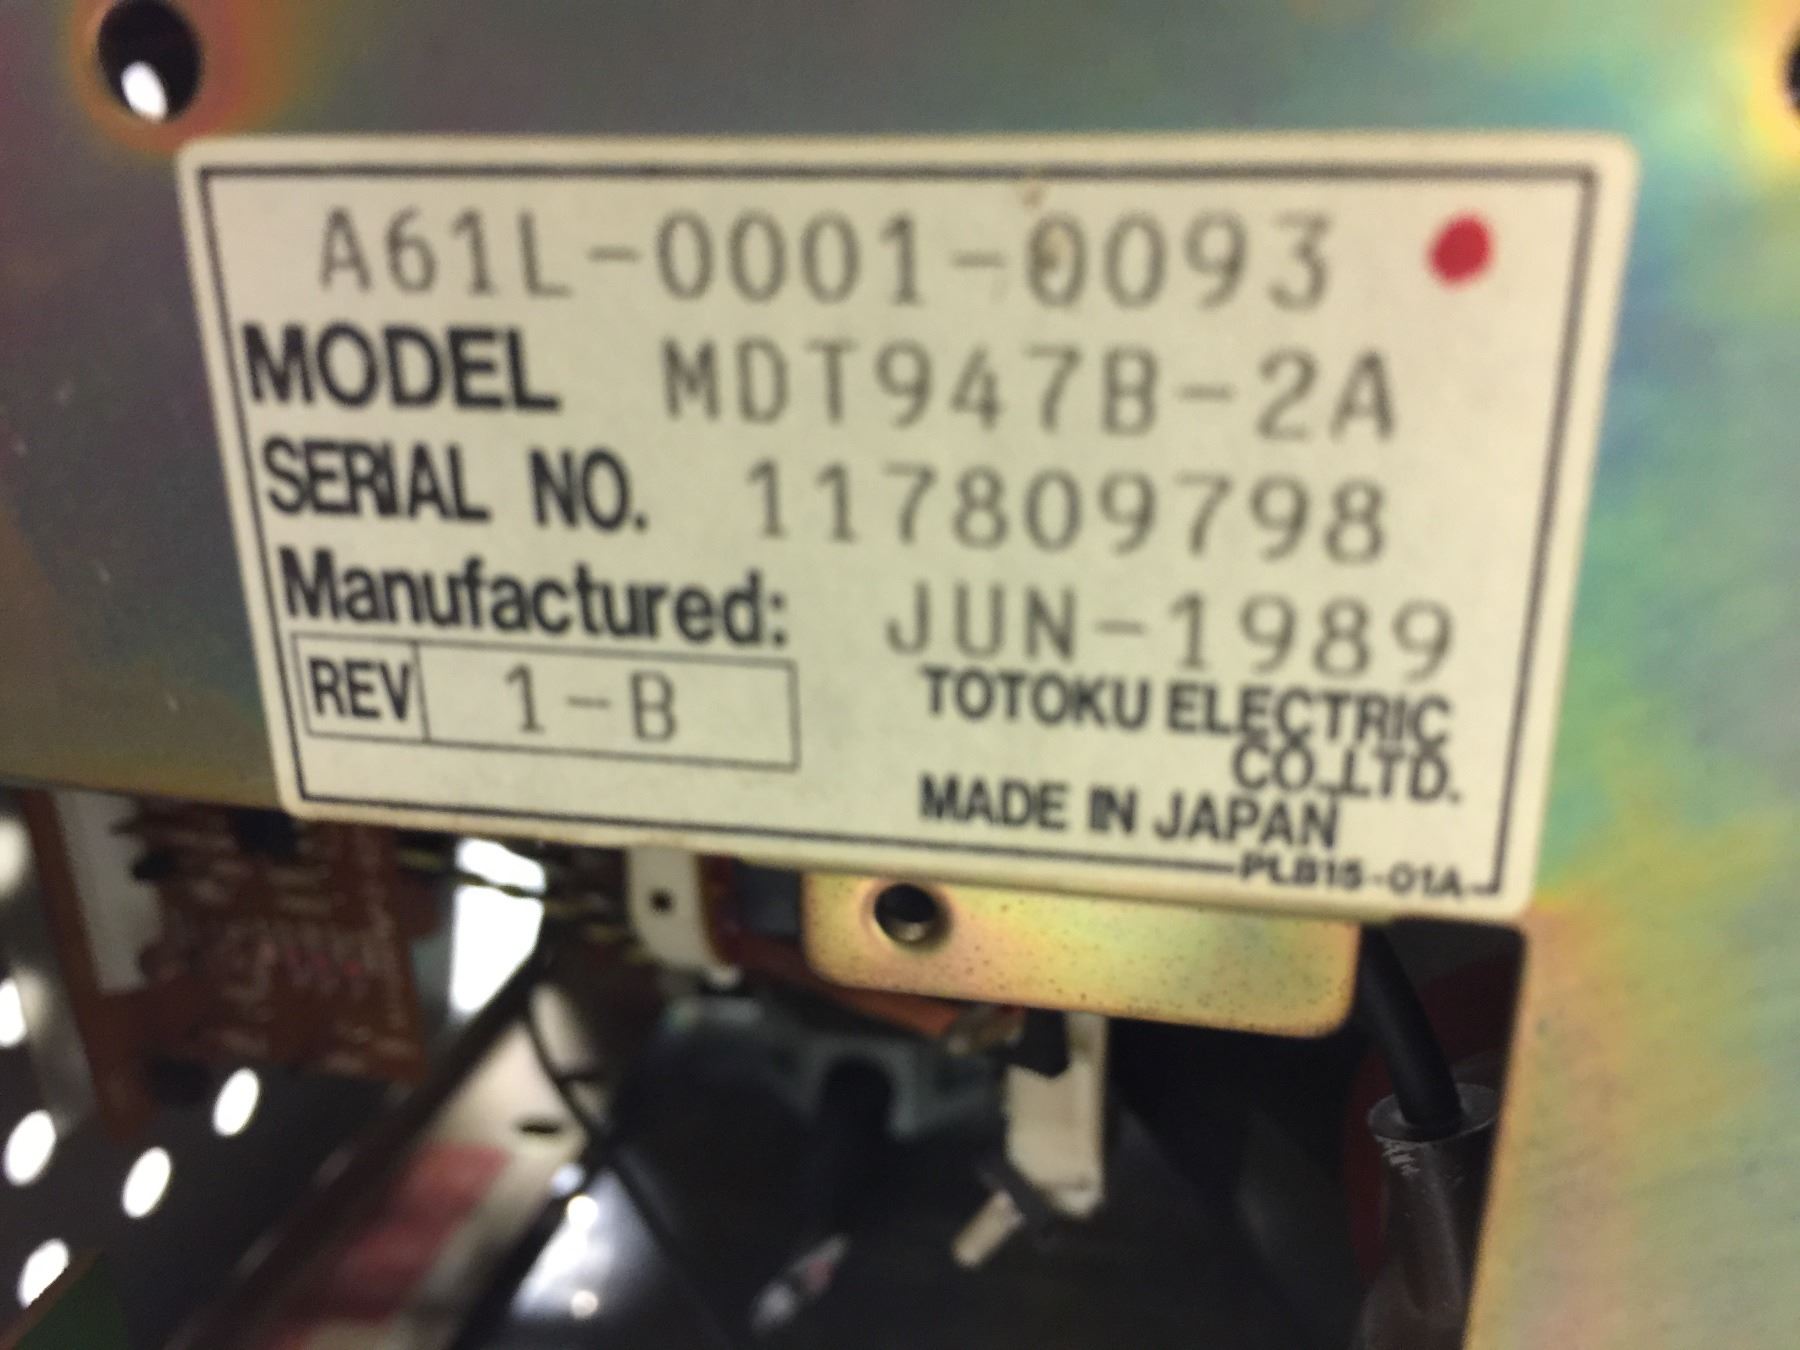 A61L-0001-0093
MODEL MDT947B-2A
SERIAL NO. 117809798
Manufactured: JUN-1989
REV 1-B
TOTOKU ELECTRIC
CO.,LTD.
MADE IN JAPAN
PLB15-01A